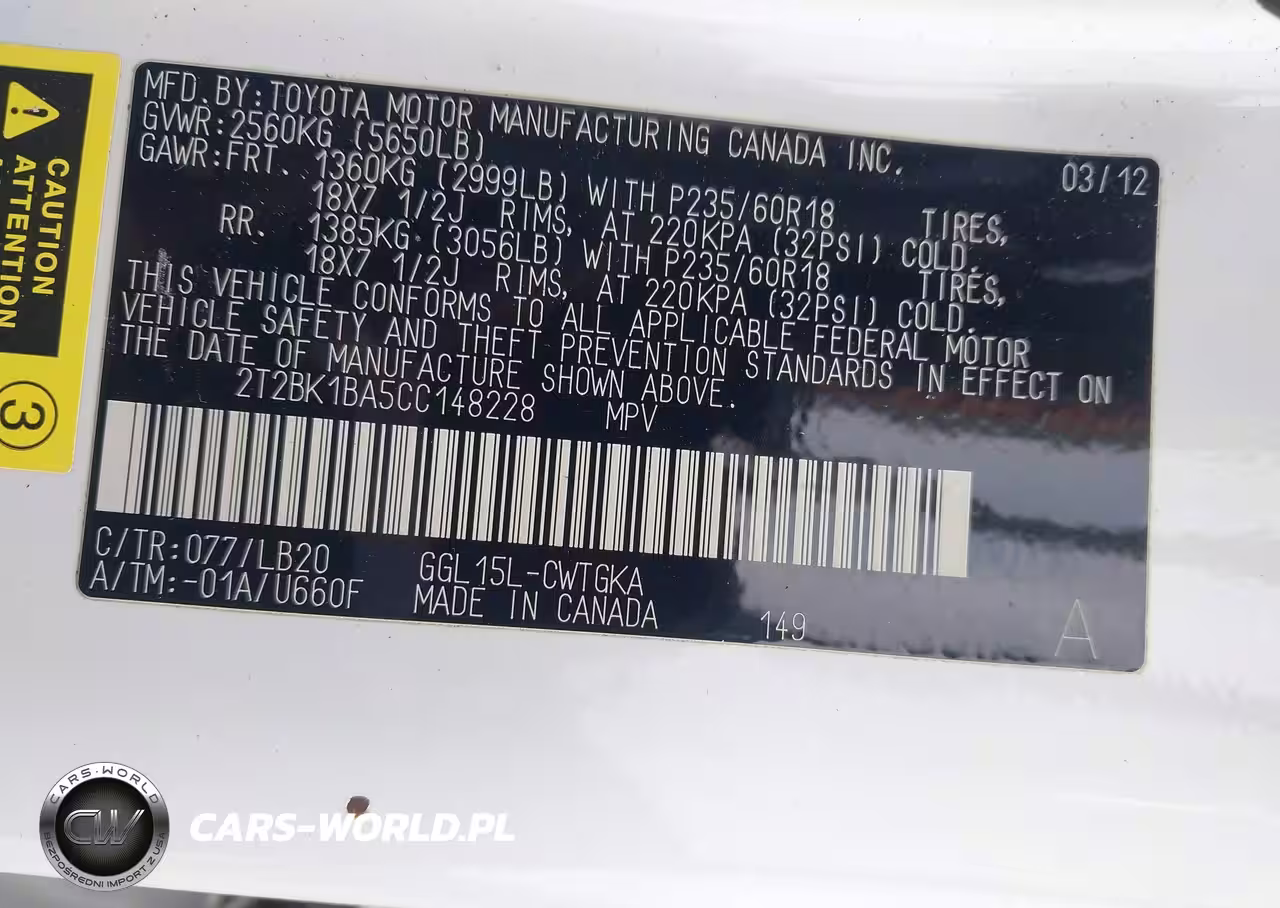 CAUTION
ATTENTION
3
MFD.BY:TOYOTA MOTOR MANUFACTURING CANADA INC.
03/12
GVWR:2560KG (5650LB)
GAWR:FRT. 1360KG (2999LB) WITH P235/60R18 TIRES,
18X7 1/2J RIMS, AT 220KPA (32PSI) COLD.
RR. 1385KG (3056LB) WITH P235/60R18 TIRES,
18X7 1/2J RIMS, AT 220KPA (32PSI) COLD.
THIS VEHICLE CONFORMS TO ALL APPLICABLE FEDERAL MOTOR
VEHICLE SAFETY AND THEFT PREVENTION STANDARDS IN EFFECT ON
THE DATE OF MANUFACTURE SHOWN ABOVE.
2T2BK1BA5CC148228 MPV
C/TR:077/LB20 GGL15L-CWTGKA
A/TM:-01A/U660F MADE IN CANADA 149 A
CARS-WORLD
CW
BEZPOŚREDNI IMPORT Z USA
CARS-WORLD.PL